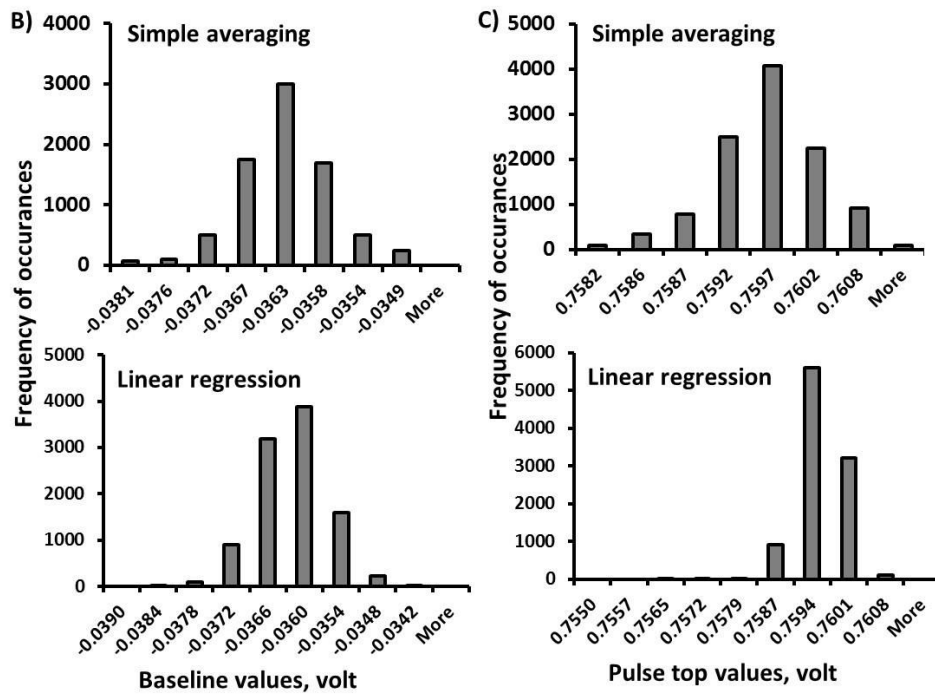 B)
Simple averaging
4000
3000
2000
1000
0
-0.0381 -0.0376 -0.0372 -0.0367 -0.0363 -0.0358 -0.0354 -0.0349 More
Linear regression
5000
4000
3000
2000
1000
0
-0.0390 -0.0384 -0.0378 -0.0372 -0.0366 -0.0360 -0.0354 -0.0348 -0.0342 More
Frequency of occurances
Baseline values, volt
C)
Simple averaging
5000
4000
3000
2000
1000
0
0.7582 0.7586 0.7587 0.7592 0.7597 0.7602 0.7608 More
Linear regression
6000
5000
4000
3000
2000
1000
0
0.7550 0.7557 0.7565 0.7572 0.7579 0.7587 0.7594 0.7601 0.7608 More
Frequency of occurances
Pulse top values, volt